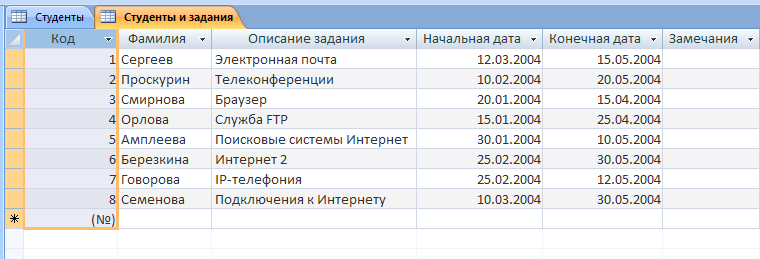 Студенты Студенты и задания
Код Фамилия Описание задания Начальная дата Конечная дата Замечания
1 Сергеев Электронная почта 12.03.2004 15.05.2004
2 Проскурин Телеконференции 10.02.2004 20.05.2004
3 Смирнова Браузер 20.01.2004 15.04.2004
4 Орлова Служба FTP 15.01.2004 25.04.2004
5 Амплеева Поисковые системы Интернет 30.01.2004 10.05.2004
6 Березкина Интернет 2 25.02.2004 30.05.2004
7 Говорова IP-телефония 25.02.2004 12.05.2004
8 Семенова Подключения к Интернету 10.03.2004 30.05.2004
(№)